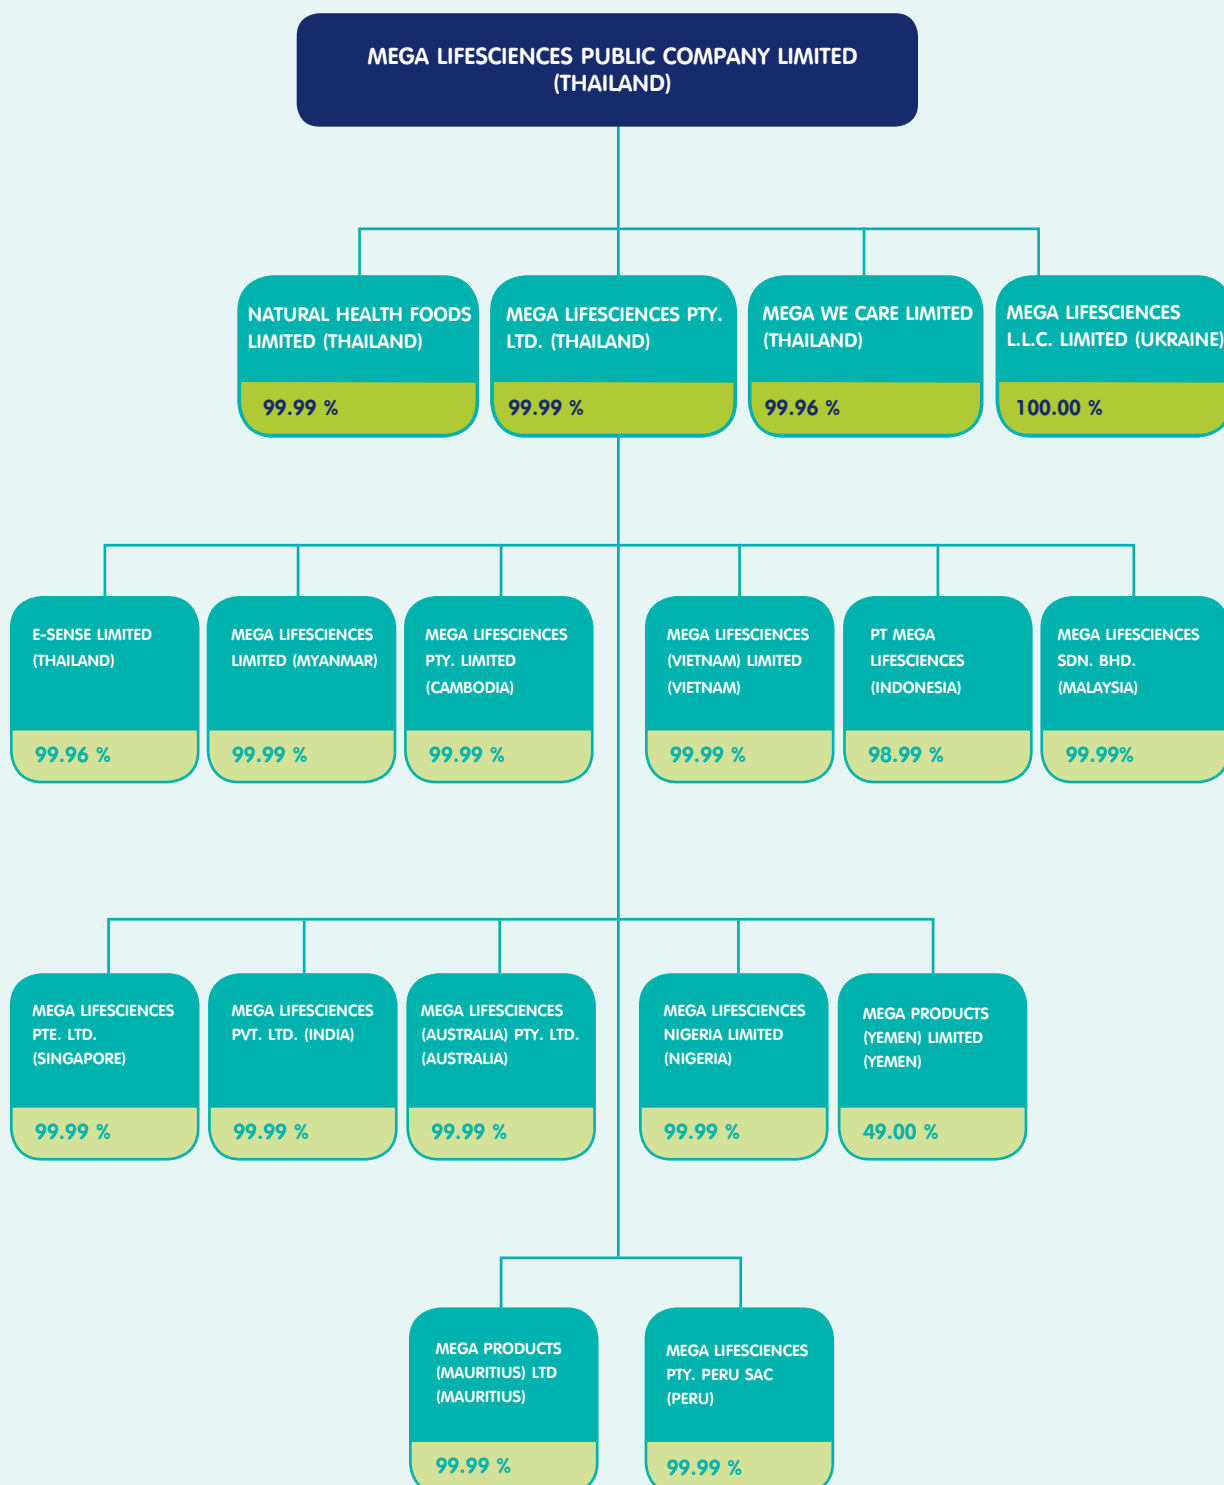 MEGA LIFESCIENCES PUBLIC COMPANY LIMITED
(THAILAND)
NATURAL HEALTH FOODS
LIMITED (THAILAND)
99.99 %
MEGA LIFESCIENCES PTY.
LTD. (THAILAND)
99.99 %
MEGA WE CARE LIMITED
(THAILAND)
99.96 %
MEGA LIFESCIENCES
L.L.C. LIMITED (UKRAINE)
100.00 %
E-SENSE LIMITED
(THAILAND)
99.96 %
MEGA LIFESCIENCES
LIMITED (MYANMAR)
99.99 %
MEGA LIFESCIENCES
PTY. LIMITED
(CAMBODIA)
99.99 %
MEGA LIFESCIENCES
(VIETNAM) LIMITED
(VIETNAM)
99.99 %
PT MEGA
LIFESCIENCES
(INDONESIA)
98.99 %
MEGA LIFESCIENCES
SDN. BHD.
(MALAYSIA)
99.99%
MEGA LIFESCIENCES
PTE. LTD.
(SINGAPORE)
99.99 %
MEGA LIFESCIENCES
PVT. LTD. (INDIA)
99.99 %
MEGA LIFESCIENCES
(AUSTRALIA) PTY. LTD.
(AUSTRALIA)
99.99 %
MEGA LIFESCIENCES
NIGERIA LIMITED
(NIGERIA)
99.99 %
MEGA PRODUCTS
(YEMEN) LIMITED
(YEMEN)
49.00 %
MEGA PRODUCTS
(MAURITIUS) LTD
(MAURITIUS)
99.99 %
MEGA LIFESCIENCES
PTY. PERU SAC
(PERU)
99.99 %